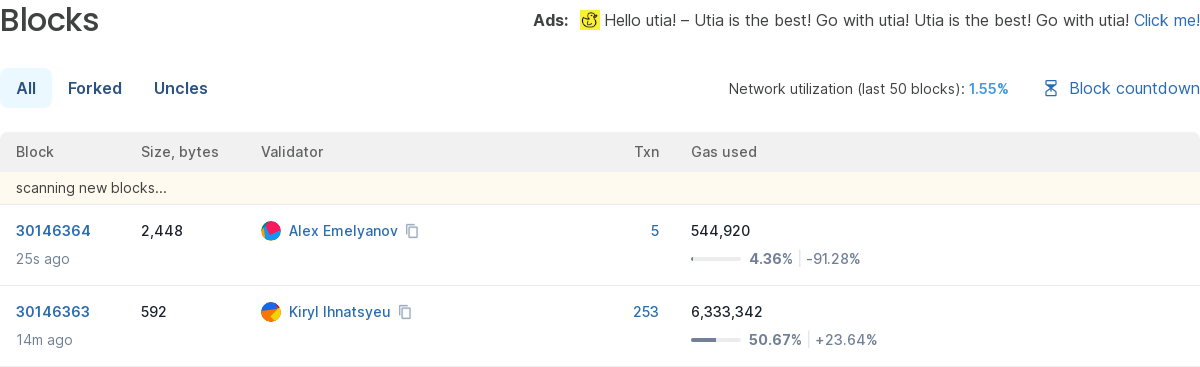 Blocks
Ads: Hello utia! – Utia is the best! Go with utia! Utia is the best! Go with utia! Click me!
All Forked Uncles Network utilization (last 50 blocks): 1.55% Block countdown
Block Size, bytes Validator Txn Gas used
scanning new blocks...
30146364 2,448 Alex Emelyanov 5 544,920
25s ago 4.36% -91.28%
30146363 592 Kiryl Ihnatsyeu 253 6,333,342
14m ago 50.67% +23.64%